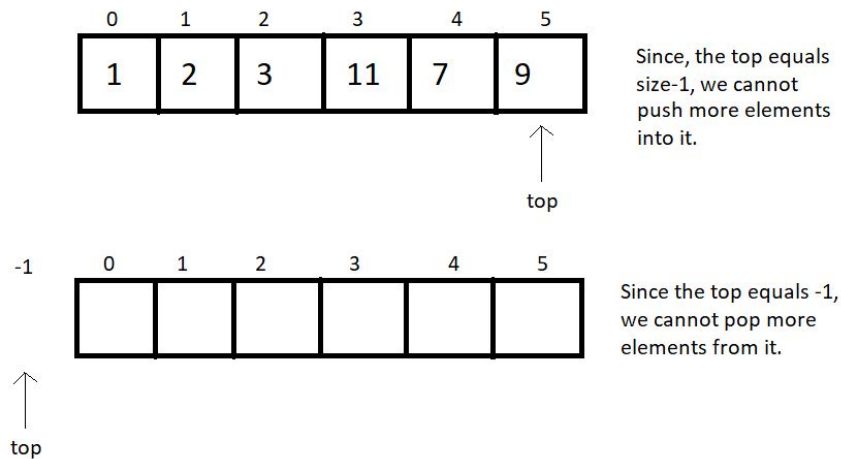 0 1 2 3 4 5
1 2 3 11 7 9
Since, the top equals
size-1, we cannot
push more elements
into it.
top
-1 0 1 2 3 4 5
Since the top equals -1,
we cannot pop more
elements from it.
top